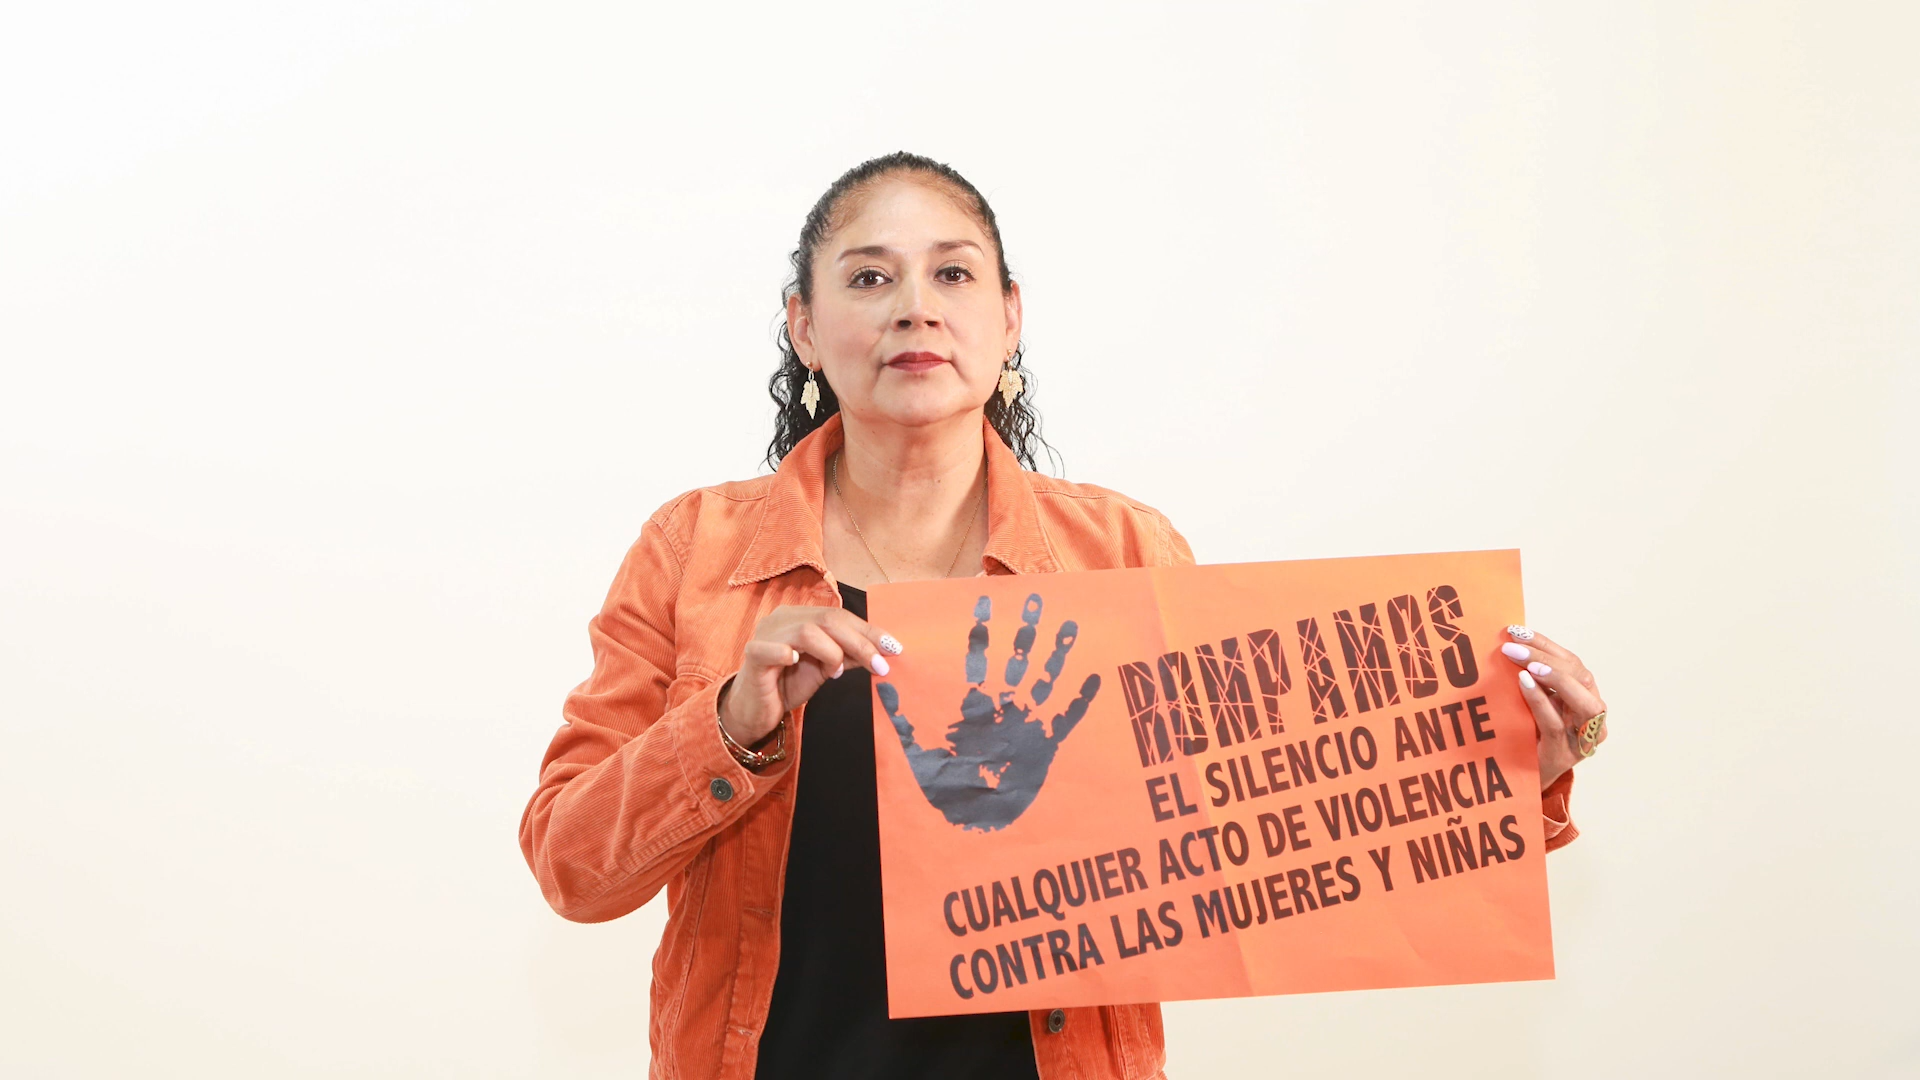 ROMPAMOS
EL SILENCIO ANTE
CUALQUIER ACTO DE VIOLENCIA
CONTRA LAS MUJERES Y NIÑAS